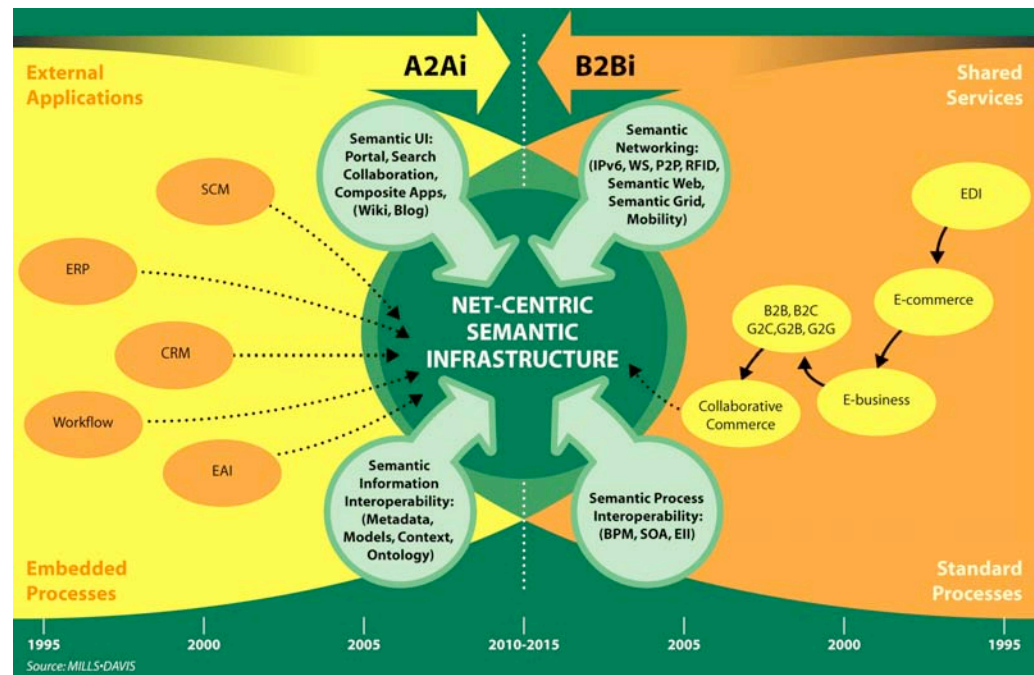 A2Ai
B2Bi
External
Applications
Shared
Services
Semantic UI:
Portal, Search
Collaboration,
Composite Apps,
(Wiki, Blog)
Semantic
Networking:
(IPv6, WS, P2P, RFID,
Semantic Web,
Semantic Grid,
Mobility)
SCM
ERP
CRM
Workflow
EAI
NET-CENTRIC
SEMANTIC
INFRASTRUCTURE
EDI
E-commerce
B2B, B2C
G2C,G2B, G2G
E-business
Collaborative
Commerce
Semantic
Information
Interoperability:
(Metadata,
Models, Context,
Ontology)
Semantic Process
Interoperability:
(BPM, SOA, EII)
Embedded
Processes
Standard
Processes
1995
2000
2005
2010-2015
2005
2000
1995
Source: MILLS•DAVIS